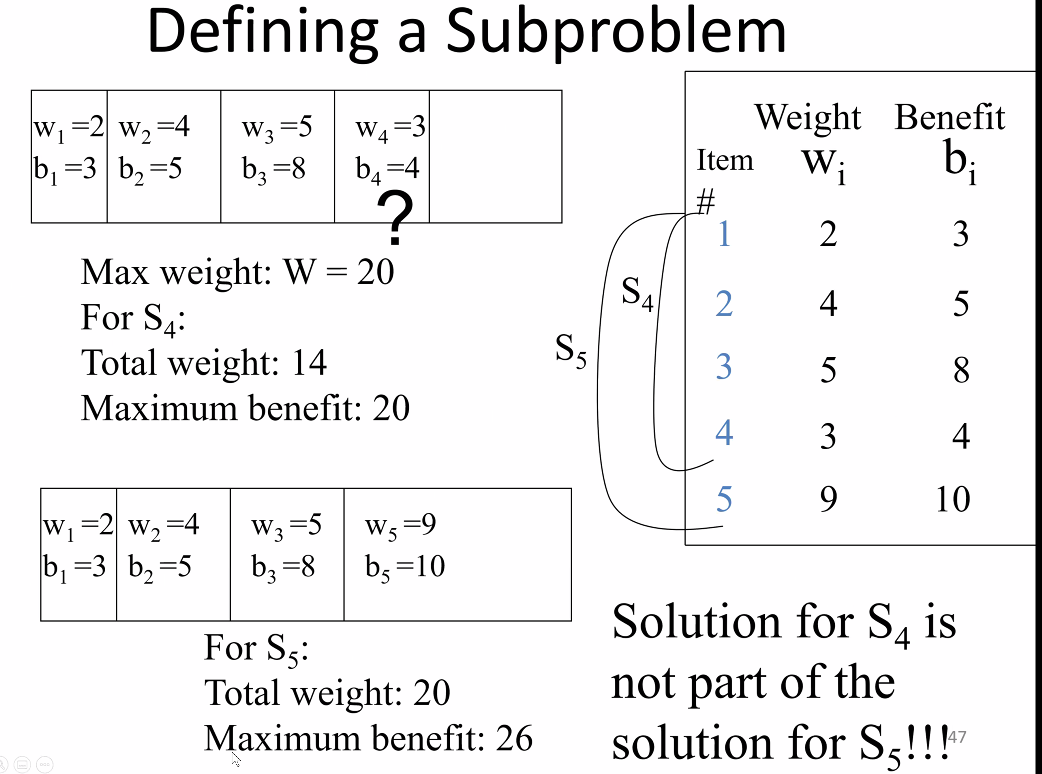 Defining a Subproblem
w1 =2 w2 =4 w3 =5 w4 =3
b1 =3 b2 =5 b3 =8 b4 =4
?
Max weight: W = 20
For S4:
Total weight: 14
Maximum benefit: 20
Weight Benefit
Item wi bi
#
1 2 3
2 4 5
3 5 8
4 3 4
5 9 10
S4
S5
w1 =2 w2 =4 w3 =5 w5 =9
b1 =3 b2 =5 b3 =8 b5 =10
For S5:
Total weight: 20
Maximum benefit: 26
Solution for S4 is
not part of the
solution for S5!!!
47